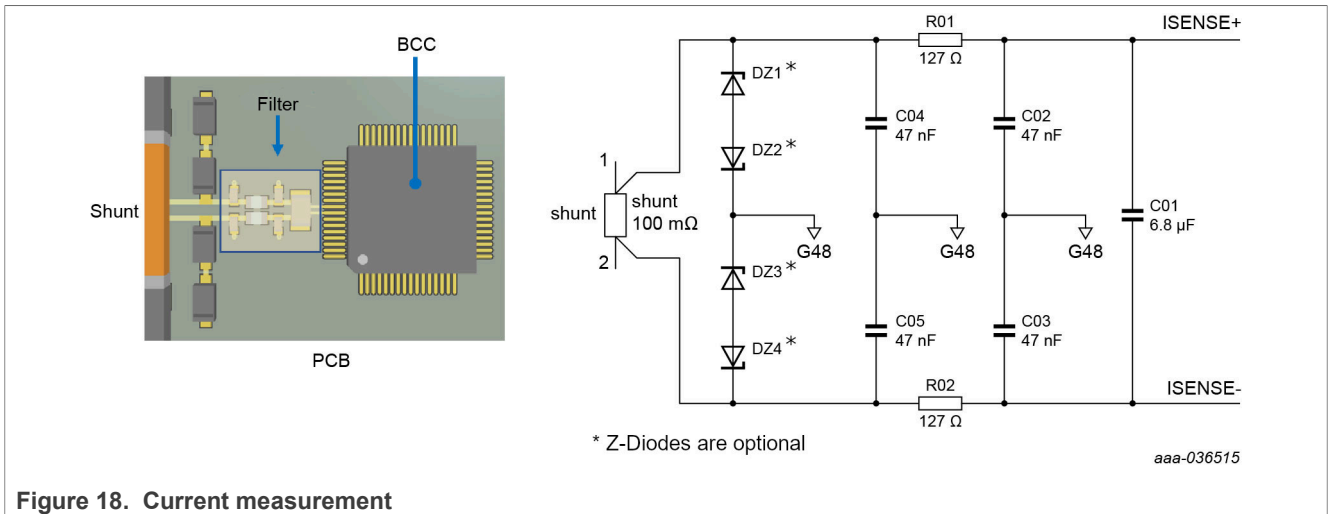 BCC
Filter
Shunt
PCB
1
shunt
shunt
100 mΩ
2
DZ1 *
DZ2 *
G48
DZ3 *
DZ4 *
C04
47 nF
G48
C05
47 nF
R01
127 Ω
C02
47 nF
G48
C03
47 nF
R02
127 Ω
ISENSE+
C01
6.8 µF
ISENSE-
* Z-Diodes are optional
aaa-036515
Figure 18. Current measurement